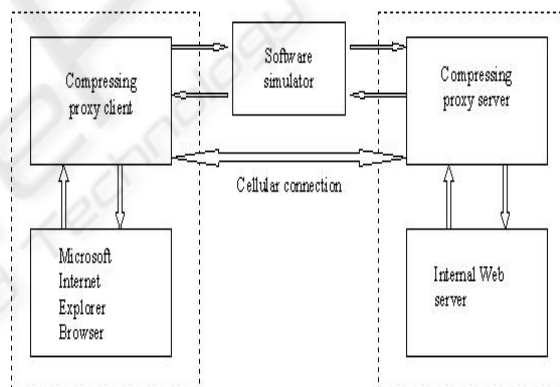 Compressing
proxy client
Software
simulator
Compressing
proxy server
Cellular connection
Microsoft
Internet
Explorer
Browser
Internal Web
server